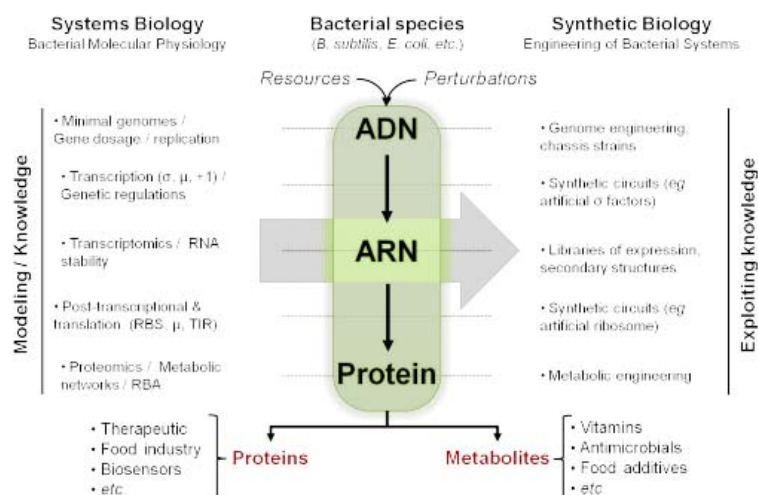 Systems Biology
Bacterial Molecular Physiology
Bacterial species
(B. subtilis, E. coli, etc.)
Synthetic Biology
Engineering of Bacterial Systems
Resources
Perturbations
Modeling / Knowledge
• Minimal genomes /
Gene dosage / replication
• Transcription (σ, µ, +1) /
Genetic regulations
• Transcriptomics / RNA
stability
• Post-transcriptional &
translation (RBS, µ, TIR)
• Proteomics / Metabolic
networks / RBA
ADN
ARN
Protein
• Genome engineering,
chassis strains
• Synthetic circuits (eg
artificial σ factors)
• Libraries of expression,
secondary structures
• Synthetic circuits (eg
artificial ribosome)
• Metabolic engineering
Exploiting knowledge
• Therapeutic
• Food industry
• Biosensors
• etc
Proteins
Metabolites
• Vitamins
• Antimicrobials
• Food additives
• etc